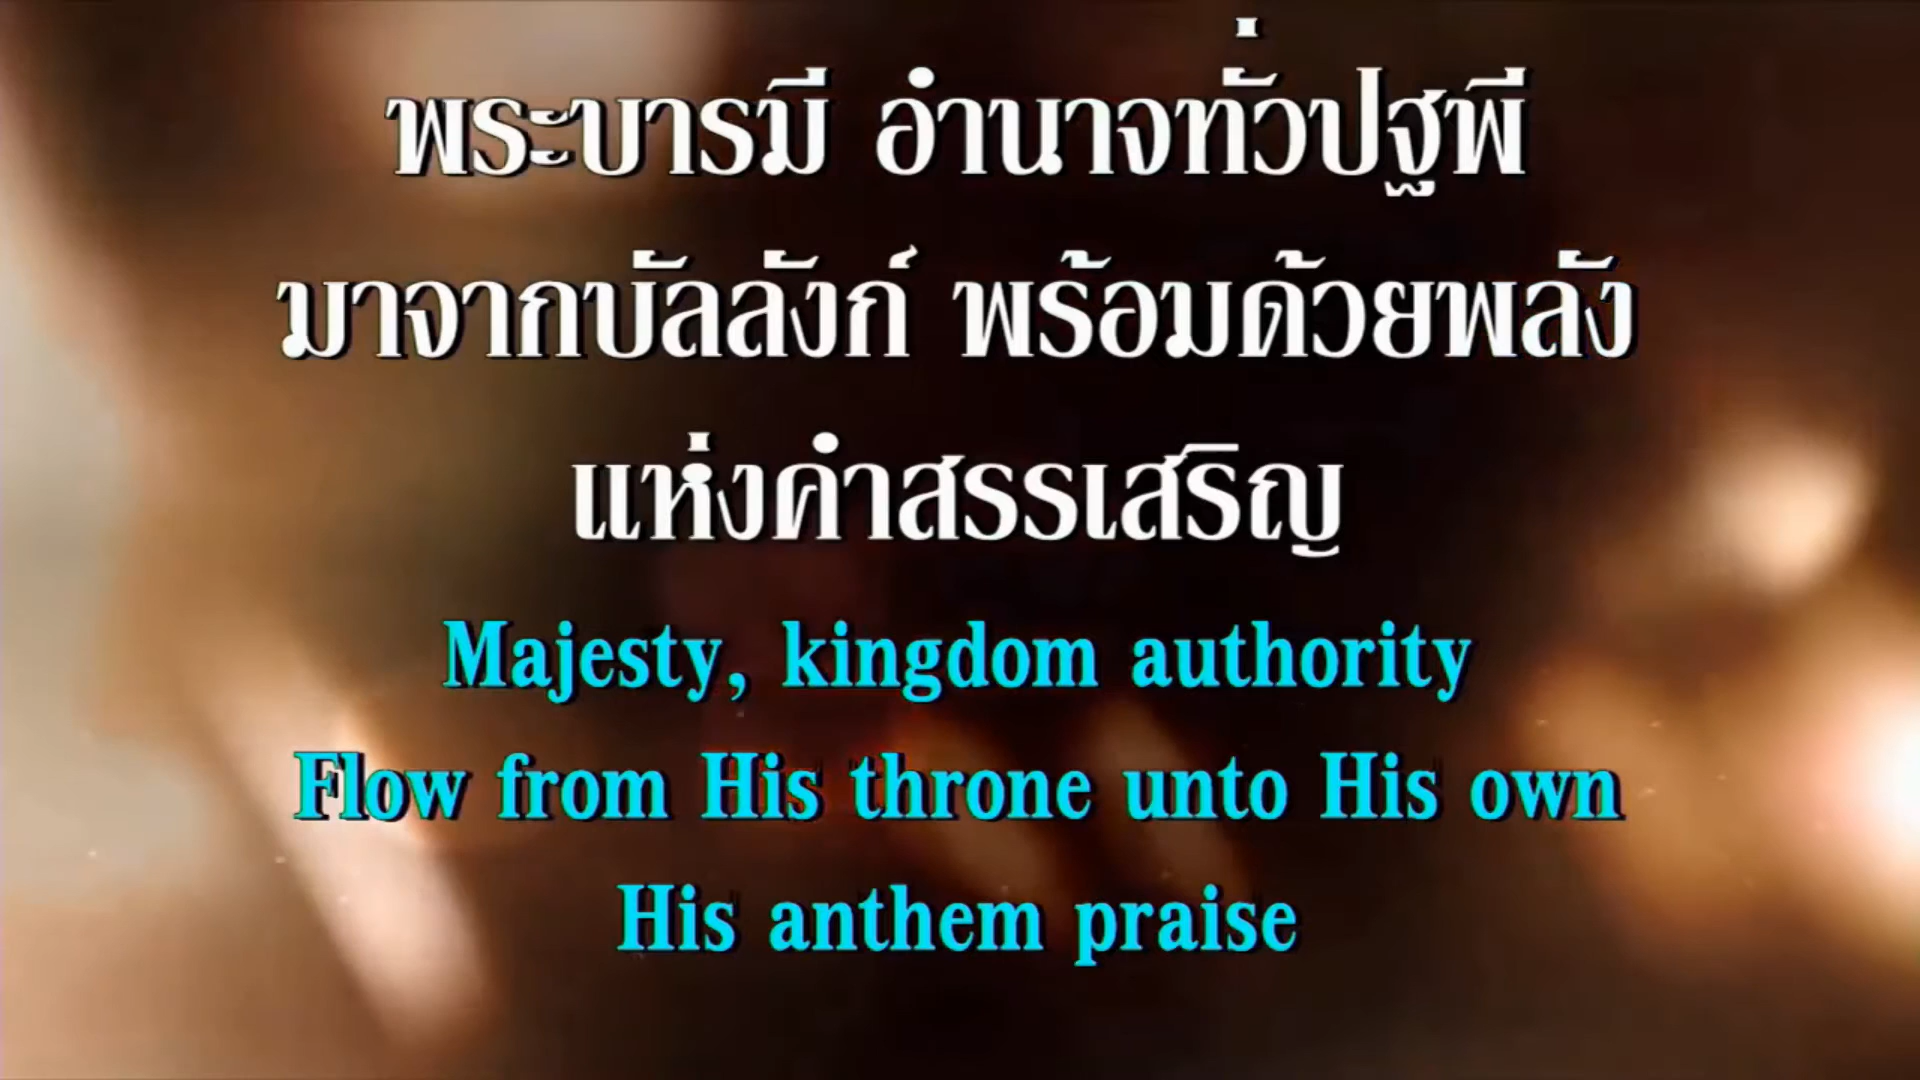 พระบารมี อำนาจทั่วปฐพี
มาจากบัลลังก์ พร้อมด้วยพลัง
แห่งคำสรรเสริญ
Majesty, kingdom authority
Flow from His throne unto His own
His anthem praise